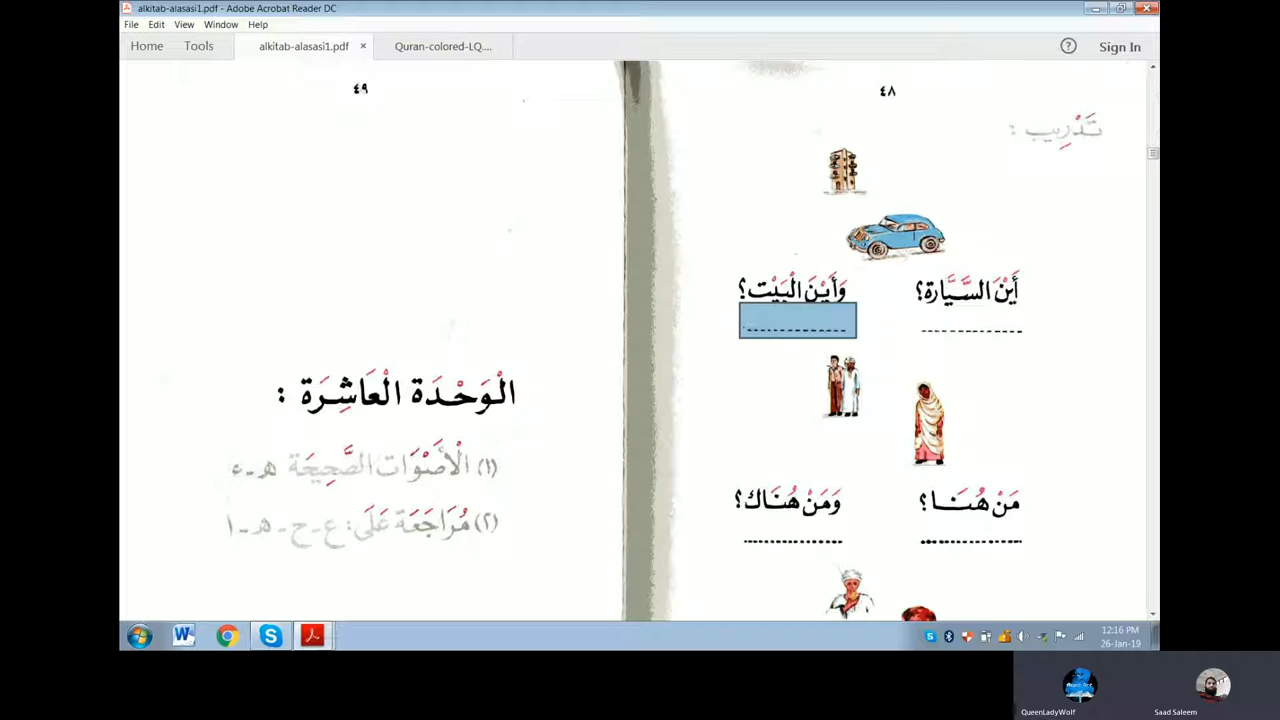 alkitab-alasasi1.pdf - Adobe Acrobat Reader DC
File Edit View Window Help
Home Tools alkitab-alasasi1.pdf × Quran-colored-LQ.... ? Sign In
٤٨
تَدْرِيب :
أَيْنَ السَّيَّارة؟ وَأَيْنَ الْبَيْت؟
مَنْ هُنَا؟ وَمَنْ هُنَاك؟
٤٩
الْوَحْدَة الْعَاشِرَة :
(١) الْأَصْوَات الصَّحِيحَة هـ - ء
(٢) مُرَاجَعَة عَلَى: ع - ح - هـ - ا
12:16 PM
26-Jan-19
QueenLadyWolf
Saad Saleem